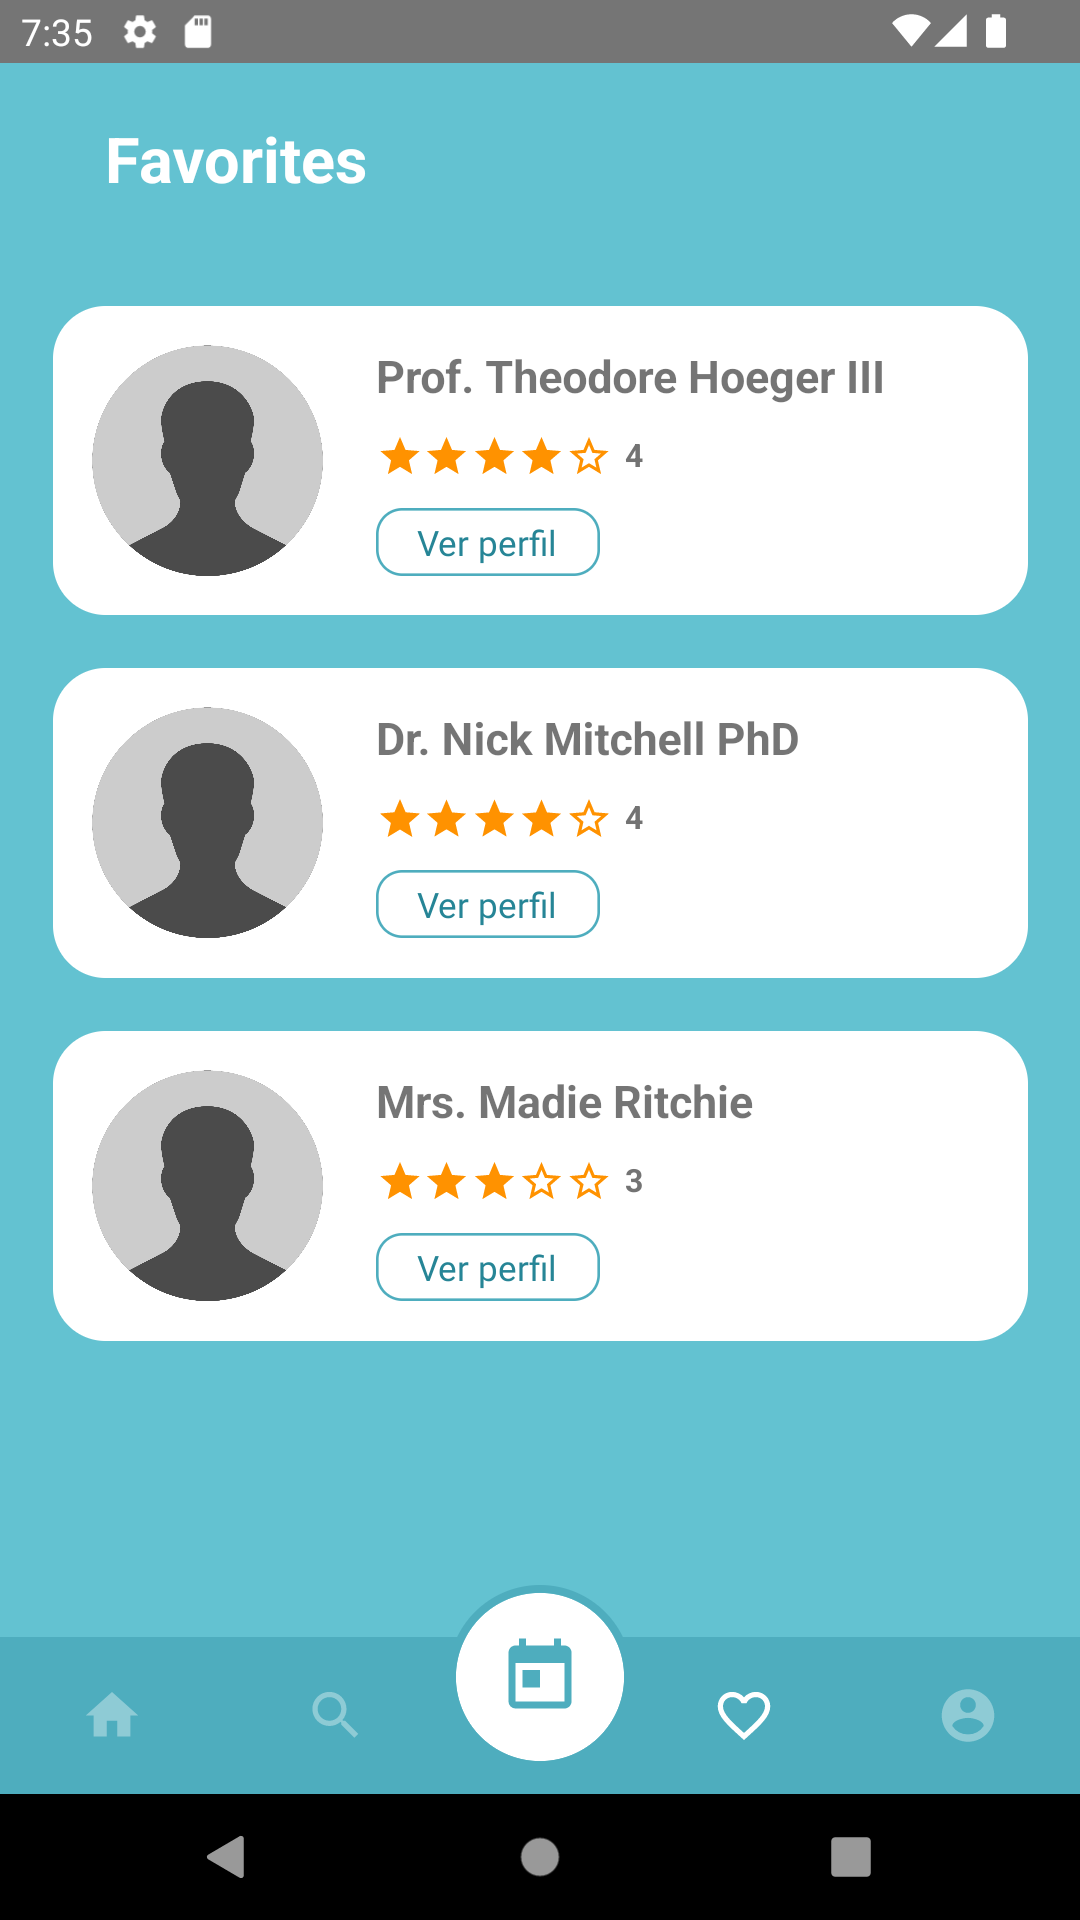 7:35
Favorites
Prof. Theodore Hoeger III
4
Ver perfil
Dr. Nick Mitchell PhD
4
Ver perfil
Mrs. Madie Ritchie
3
Ver perfil